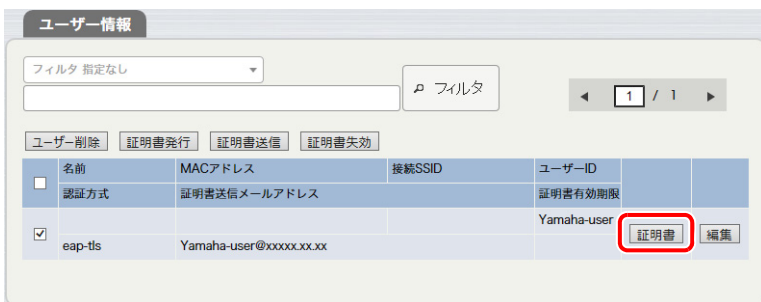 ユーザー情報
フィルタ 指定なし
フィルタ
1 / 1
ユーザー削除 証明書発行 証明書送信 証明書失効
名前 MACアドレス 接続SSID ユーザーID
認証方式 証明書送信メールアドレス 証明書有効期限
Yamaha-user
証明書 編集
eap-tls Yamaha-user@xxxxx.xx.xx